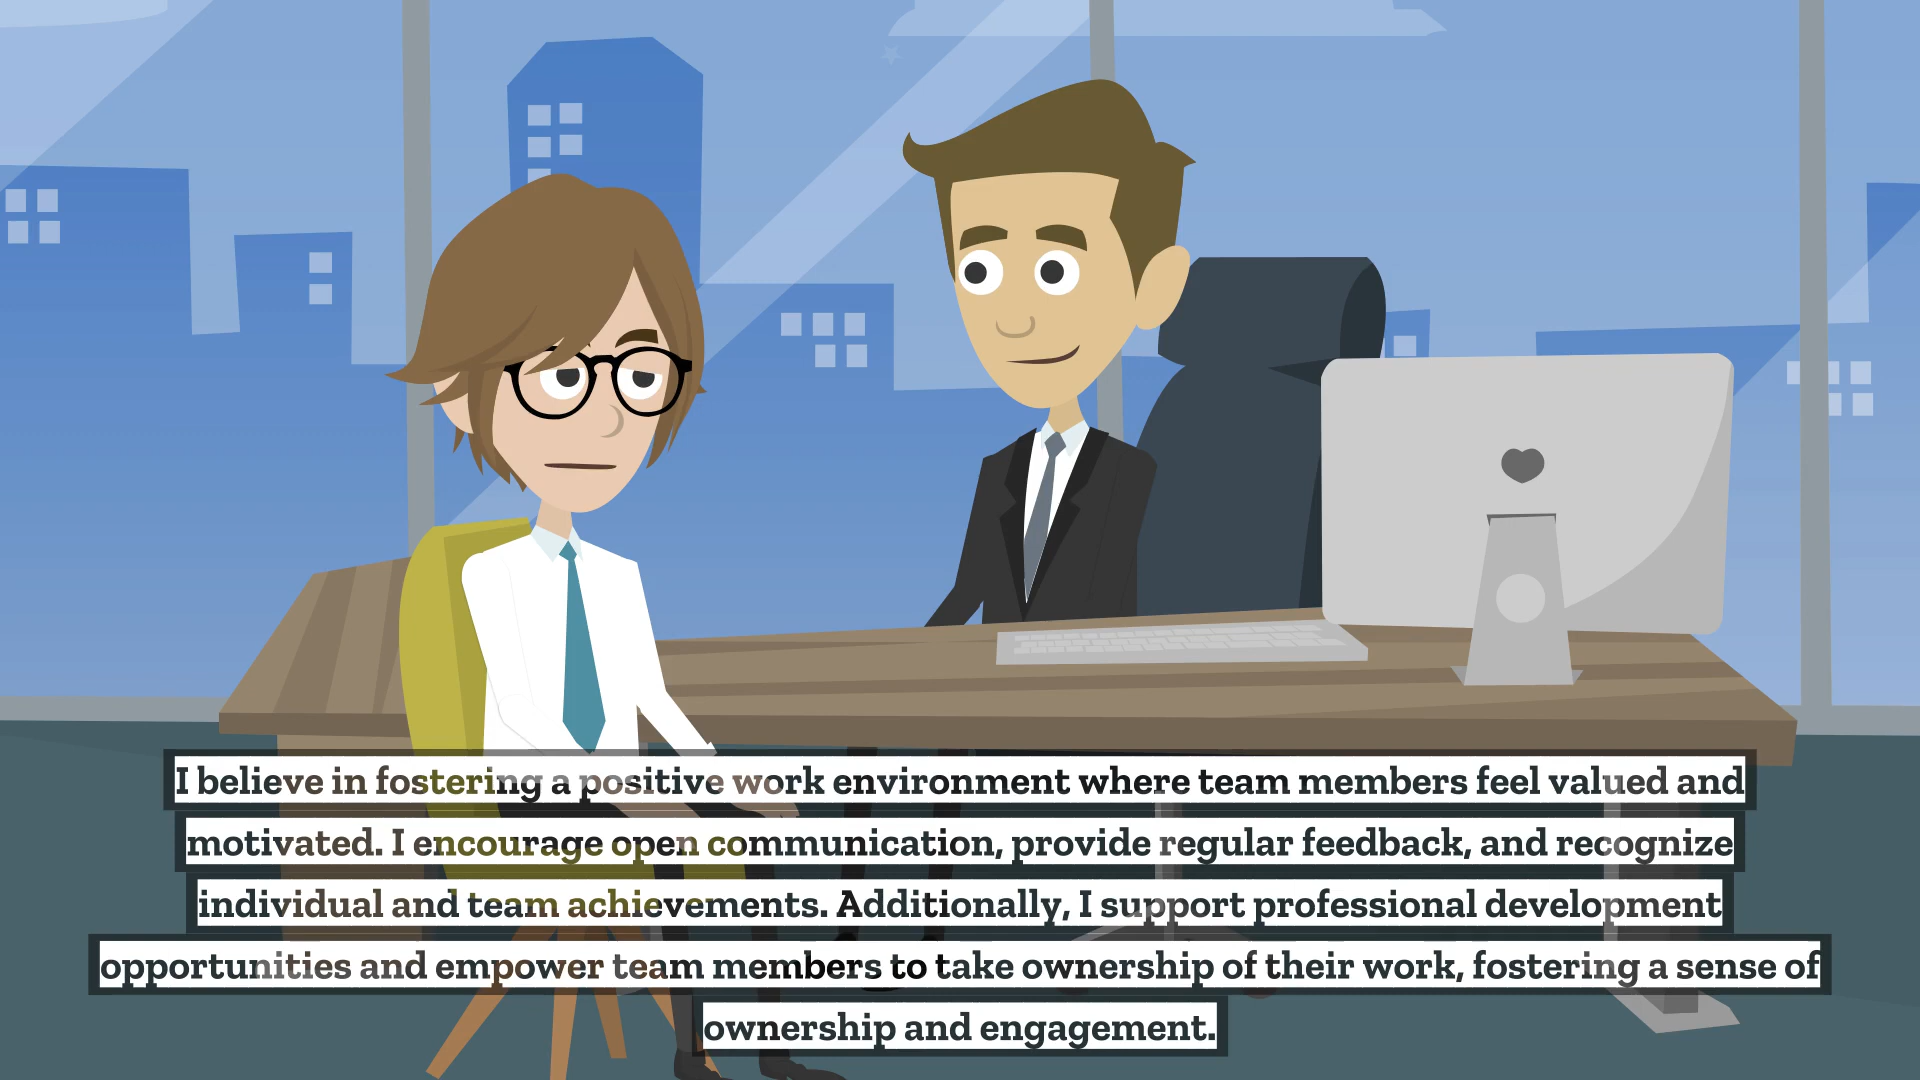 I believe in fostering a positive work environment where team members feel valued and
motivated. I encourage open communication, provide regular feedback, and recognize
individual and team achievements. Additionally, I support professional development
opportunities and empower team members to take ownership of their work, fostering a sense of
ownership and engagement.